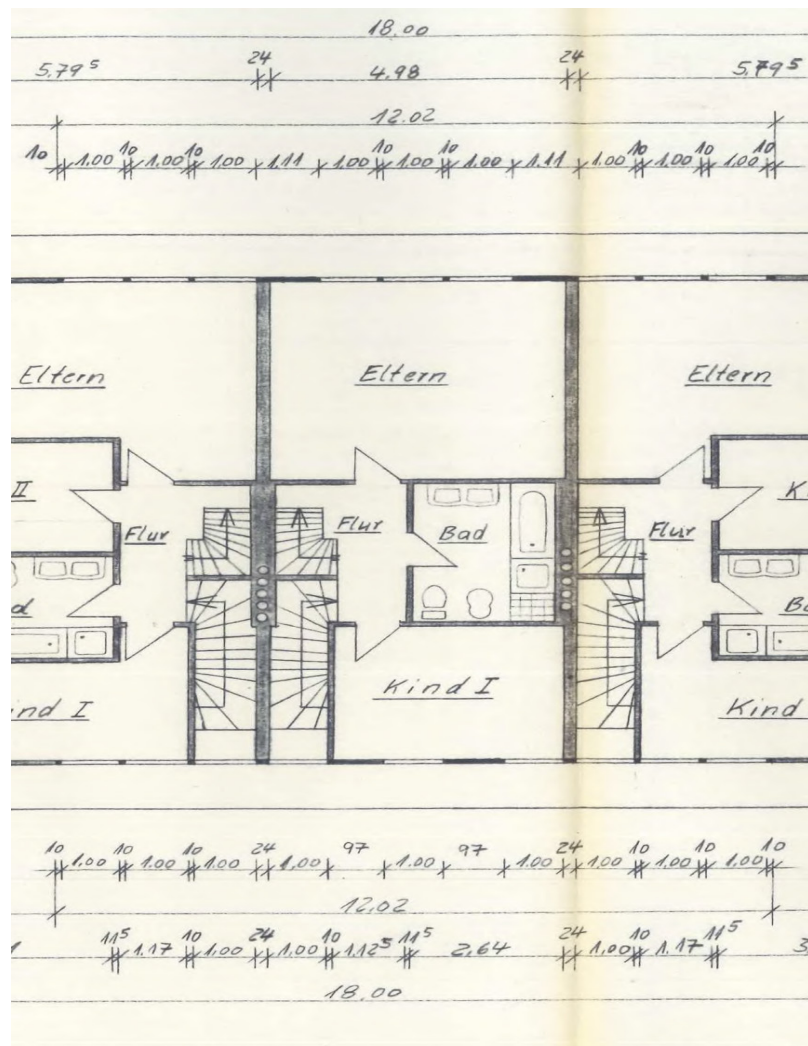 18.00
5.79⁵ 24 4.98 24 5.79⁵
12.02
10 1.00 10 1.00 10 1.00 1.11 1.00 10 1.00 10 1.00 1.11 1.00 10 1.00 10 1.00 10
Eltern Eltern Eltern
II Flur Flur Bad Flur K
d Ba
ind I Kind I Kind
10 1.00 10 1.00 10 1.00 24 1.00 97 1.00 97 1.00 24 1.00 10 1.00 10 1.00 10
12.02
1 11⁵ 1.17 10 1.00 24 1.00 10 1.12⁵ 11⁵ 2.64 24 1.00 10 1.17 11⁵ 3
18.00